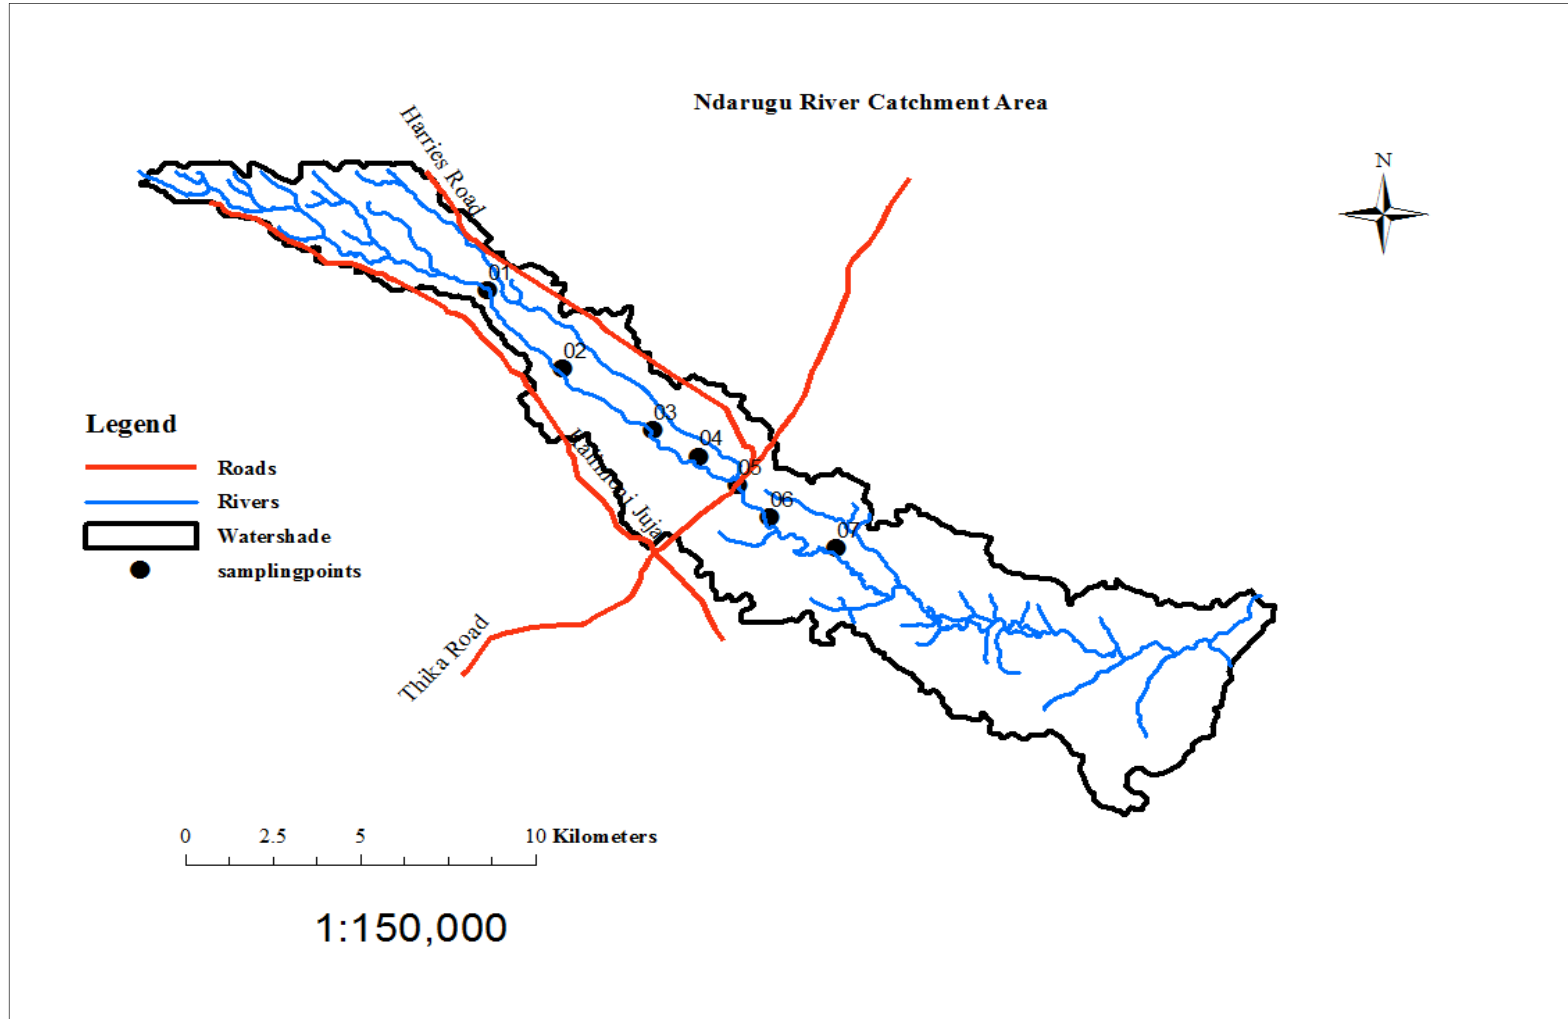 Ndarugu River Catchment Area
Harries Road
N
01
02
03
04
05
06
07
Legend
Roads
Rivers
Watershade
samplingpoints
Juja
Thika Road
0 2.5 5 10 Kilometers
1:150,000